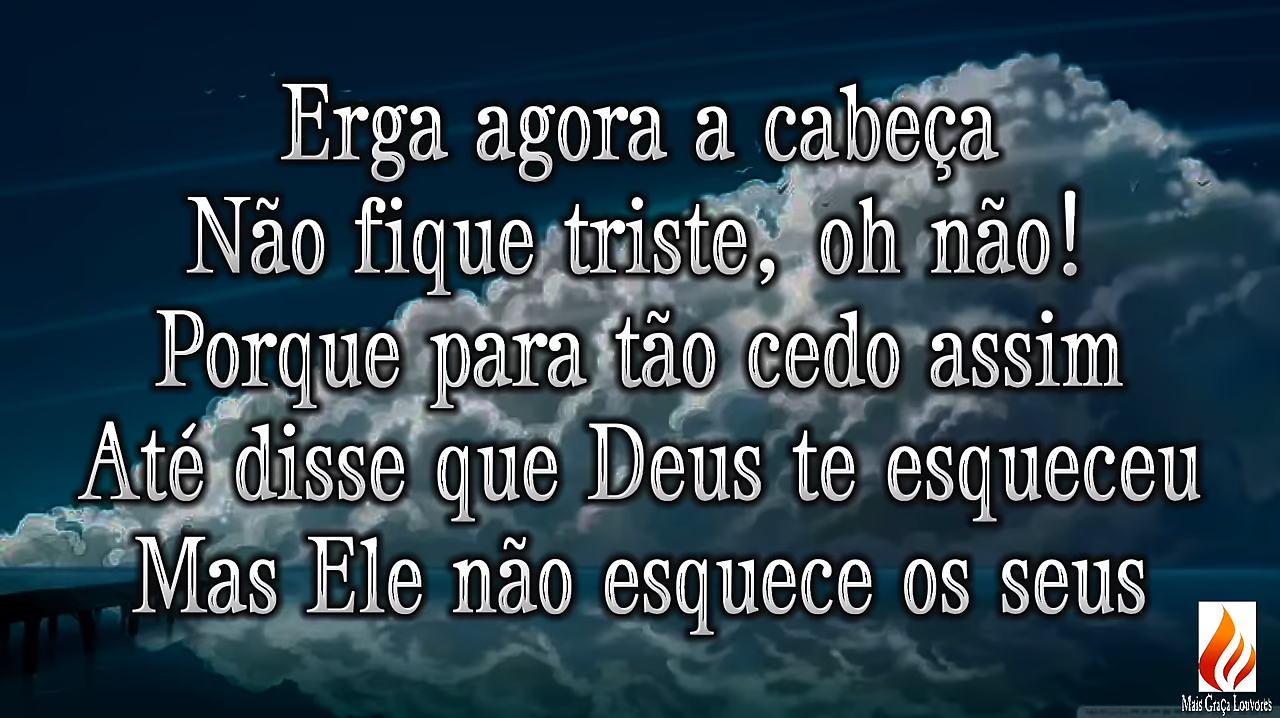 Erga agora a cabeça
Não fique triste, oh não!
Porque para tão cedo assim
Até disse que Deus te esqueceu
Mas Ele não esquece os seus
Mais Graça Louvores